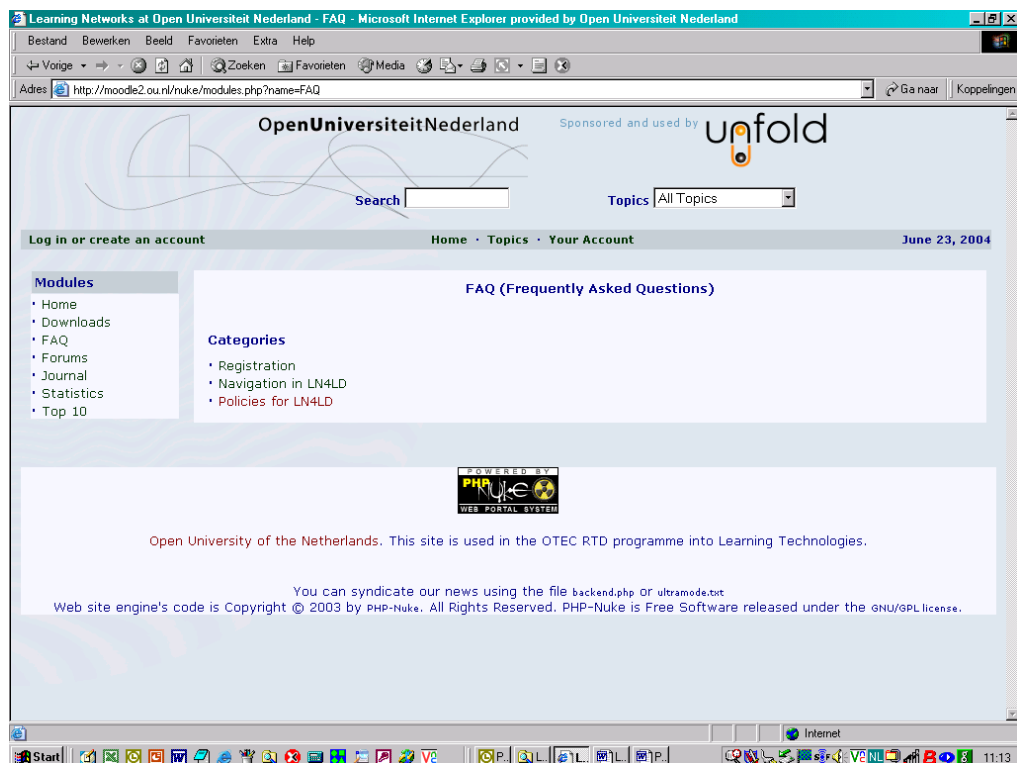 Learning Networks at Open Universiteit Nederland - FAQ - Microsoft Internet Explorer provided by Open Universiteit Nederland
Bestand Bewerken Beeld Favorieten Extra Help
Vorige Zoeken Favorieten Media
Adres http://moodle2.ou.nl/nuke/modules.php?name=FAQ Ga naar Koppelingen
OpenUniversiteitNederland Sponsored and used by unfold
Search Topics All Topics
Log in or create an account Home · Topics · Your Account June 23, 2004
Modules
· Home
· Downloads
· FAQ
· Forums
· Journal
· Statistics
· Top 10
FAQ (Frequently Asked Questions)
Categories
· Registration
· Navigation in LN4LD
· Policies for LN4LD
POWERED BY
PHP NUKE
WEB PORTAL SYSTEM
Open University of the Netherlands. This site is used in the OTEC RTD programme into Learning Technologies.
You can syndicate our news using the file backend.php or ultramode.txt
Web site engine's code is Copyright © 2003 by PHP-Nuke. All Rights Reserved. PHP-Nuke is Free Software released under the GNU/GPL license.
Internet
Start P... L... L... L... P... NL 11:13